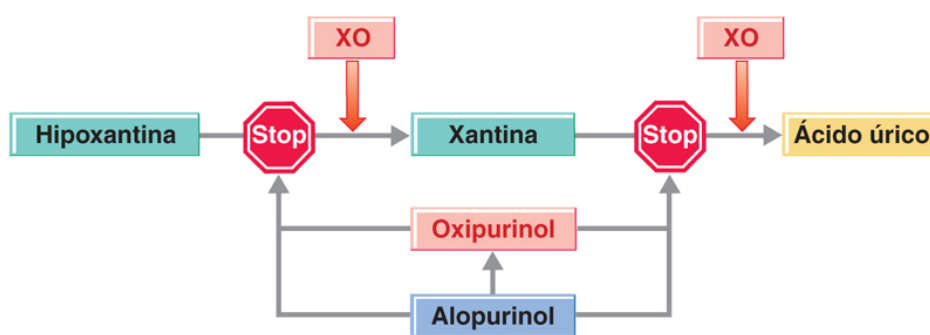 XO
XO
Hipoxantina
Stop
Xantina
Stop
Ácido úrico
Oxipurinol
Alopurinol